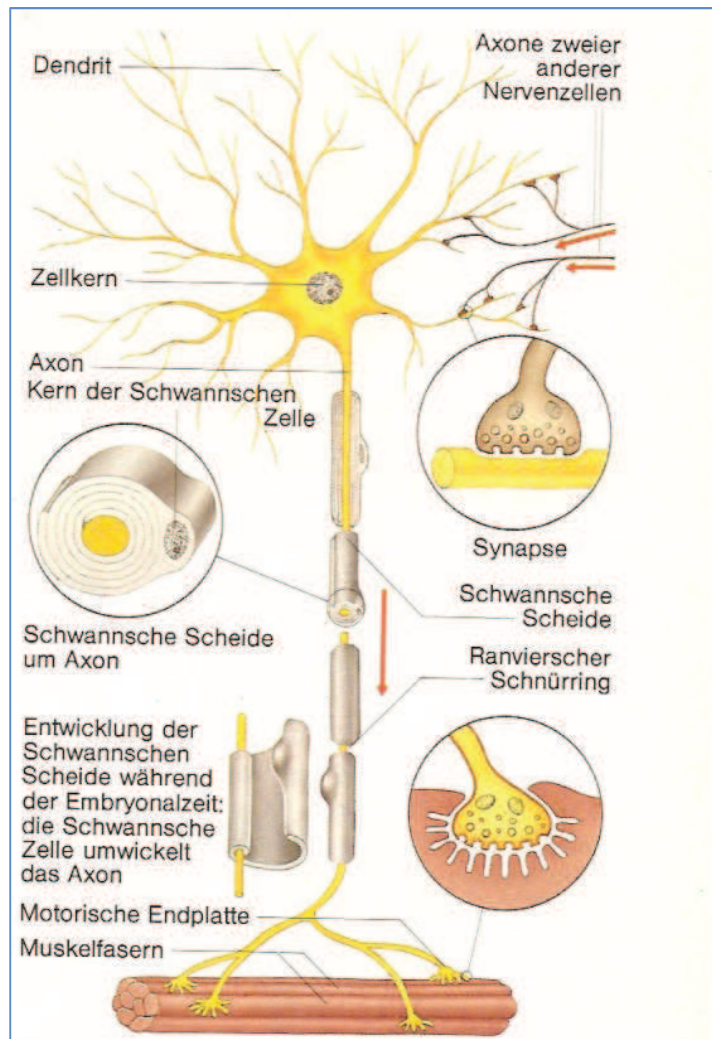 Dendrit
Axone zweier
anderer
Nervenzellen
Zellkern
Axon
Kern der Schwannschen
Zelle
Synapse
Schwannsche
Scheide
Schwannsche Scheide
um Axon
Ranvierscher
Schnürring
Entwicklung der
Schwannschen
Scheide während
der Embryonalzeit:
die Schwannsche
Zelle umwickelt
das Axon
Motorische Endplatte
Muskelfasern